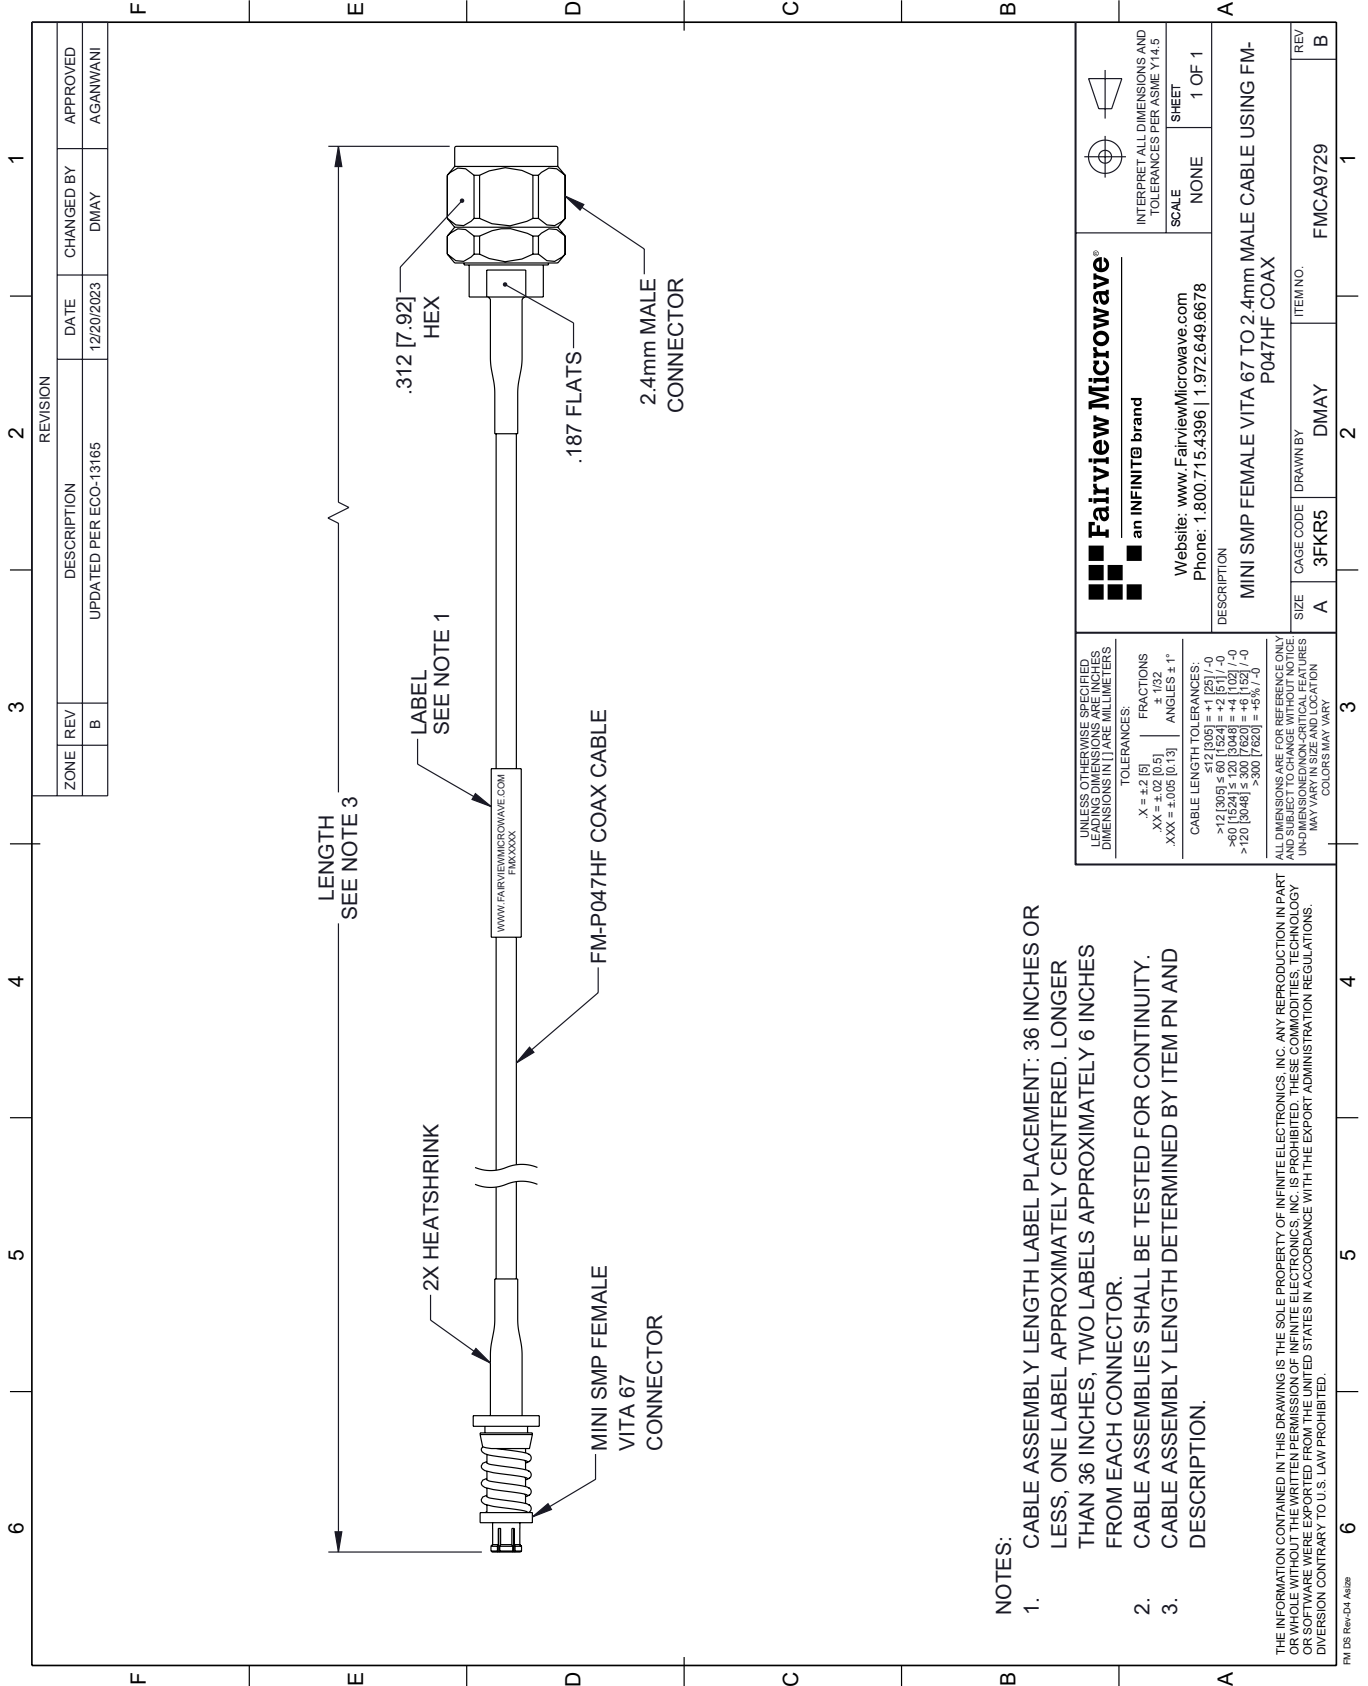 6
5
4
3
2
1
F
E
D
C
B
A
REVISION
ZONE
REV
DESCRIPTION
DATE
CHANGED BY
APPROVED
B
UPDATED PER ECO-13165
12/20/2023
DMAY
AGANWANI
LENGTH
SEE NOTE 3
LABEL
SEE NOTE 1
.312 [7.92]
HEX
2X HEATSHRINK
WWW.FAIRVIEWMICROWAVE.COM
FMXXXXX
MINI SMP FEMALE
VITA 67
CONNECTOR
FM-P047HF COAX CABLE
.187 FLATS
2.4mm MALE
CONNECTOR
NOTES:
1. CABLE ASSEMBLY LENGTH LABEL PLACEMENT: 36 INCHES OR
LESS, ONE LABEL APPROXIMATELY CENTERED. LONGER
THAN 36 INCHES, TWO LABELS APPROXIMATELY 6 INCHES
FROM EACH CONNECTOR.
2. CABLE ASSEMBLIES SHALL BE TESTED FOR CONTINUITY.
3. CABLE ASSEMBLY LENGTH DETERMINED BY ITEM PN AND
DESCRIPTION.
THE INFORMATION CONTAINED IN THIS DRAWING IS THE SOLE PROPERTY OF INFINITE ELECTRONICS, INC. ANY REPRODUCTION IN PART
OR WHOLE WITHOUT THE WRITTEN PERMISSION OF INFINITE ELECTRONICS, INC. IS PROHIBITED. THESE COMMODITIES, TECHNOLOGY
OR SOFTWARE WERE EXPORTED FROM THE UNITED STATES IN ACCORDANCE WITH THE EXPORT ADMINISTRATION REGULATIONS.
DIVERSION CONTRARY TO U.S. LAW PROHIBITED.
UNLESS OTHERWISE SPECIFIED
LEADING DIMENSIONS ARE INCHES
DIMENSIONS IN [ ] ARE MILLIMETERS
TOLERANCES:
.X = ±.2 [5]
.XX = ±.02 [0.5]
.XXX = ±.005 [0.13]
FRACTIONS
± 1/32
ANGLES ± 1°
CABLE LENGTH TOLERANCES:
≤12 [305] = +1 [25] / -0
>12 [305] ≤ 60 [1524] = +2 [51] / -0
>60 [1524] ≤ 120 [3048] = +4 [102] / -0
>120 [3048] ≤ 300 [7620] = +6 [152] / -0
>300 [7620] = +5% / -0
ALL DIMENSIONS ARE FOR REFERENCE ONLY
AND SUBJECT TO CHANGE WITHOUT NOTICE.
UN-DIMENSIONED/NON-CRITICAL FEATURES
MAY VARY IN SIZE AND LOCATION
COLORS MAY VARY
Fairview Microwave®
an INFINIT@ brand
Website: www.FairviewMicrowave.com
Phone: 1.800.715.4396 | 1.972.649.6678
INTERPRET ALL DIMENSIONS AND
TOLERANCES PER ASME Y14.5
SCALE
NONE
SHEET
1 OF 1
DESCRIPTION
MINI SMP FEMALE VITA 67 TO 2.4mm MALE CABLE USING FM-
P047HF COAX
SIZE
A
CAGE CODE
3FKR5
DRAWN BY
DMAY
ITEM NO.
FMCA9729
REV
B
F
E
D
C
B
A
6
5
4
3
2
1
FM DS Rev-D4 Asize